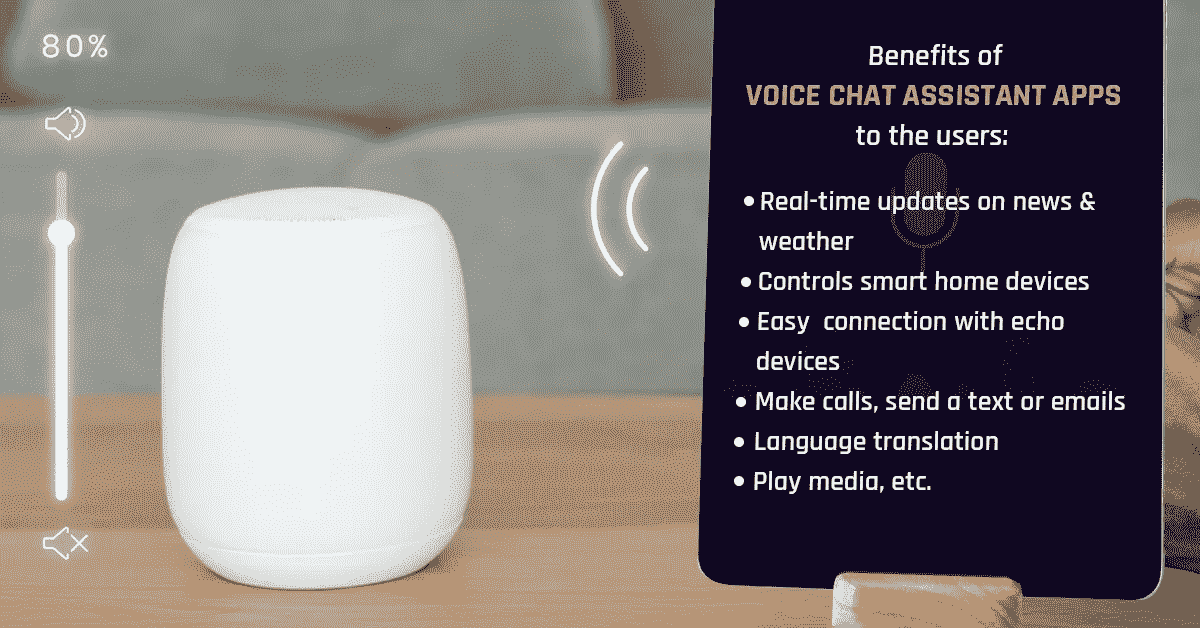 80%
Benefits of
VOICE CHAT ASSISTANT APPS
to the users:
• Real-time updates on news &
weather
• Controls smart home devices
• Easy connection with echo
devices
• Make calls, send a text or emails
• Language translation
• Play media, etc.